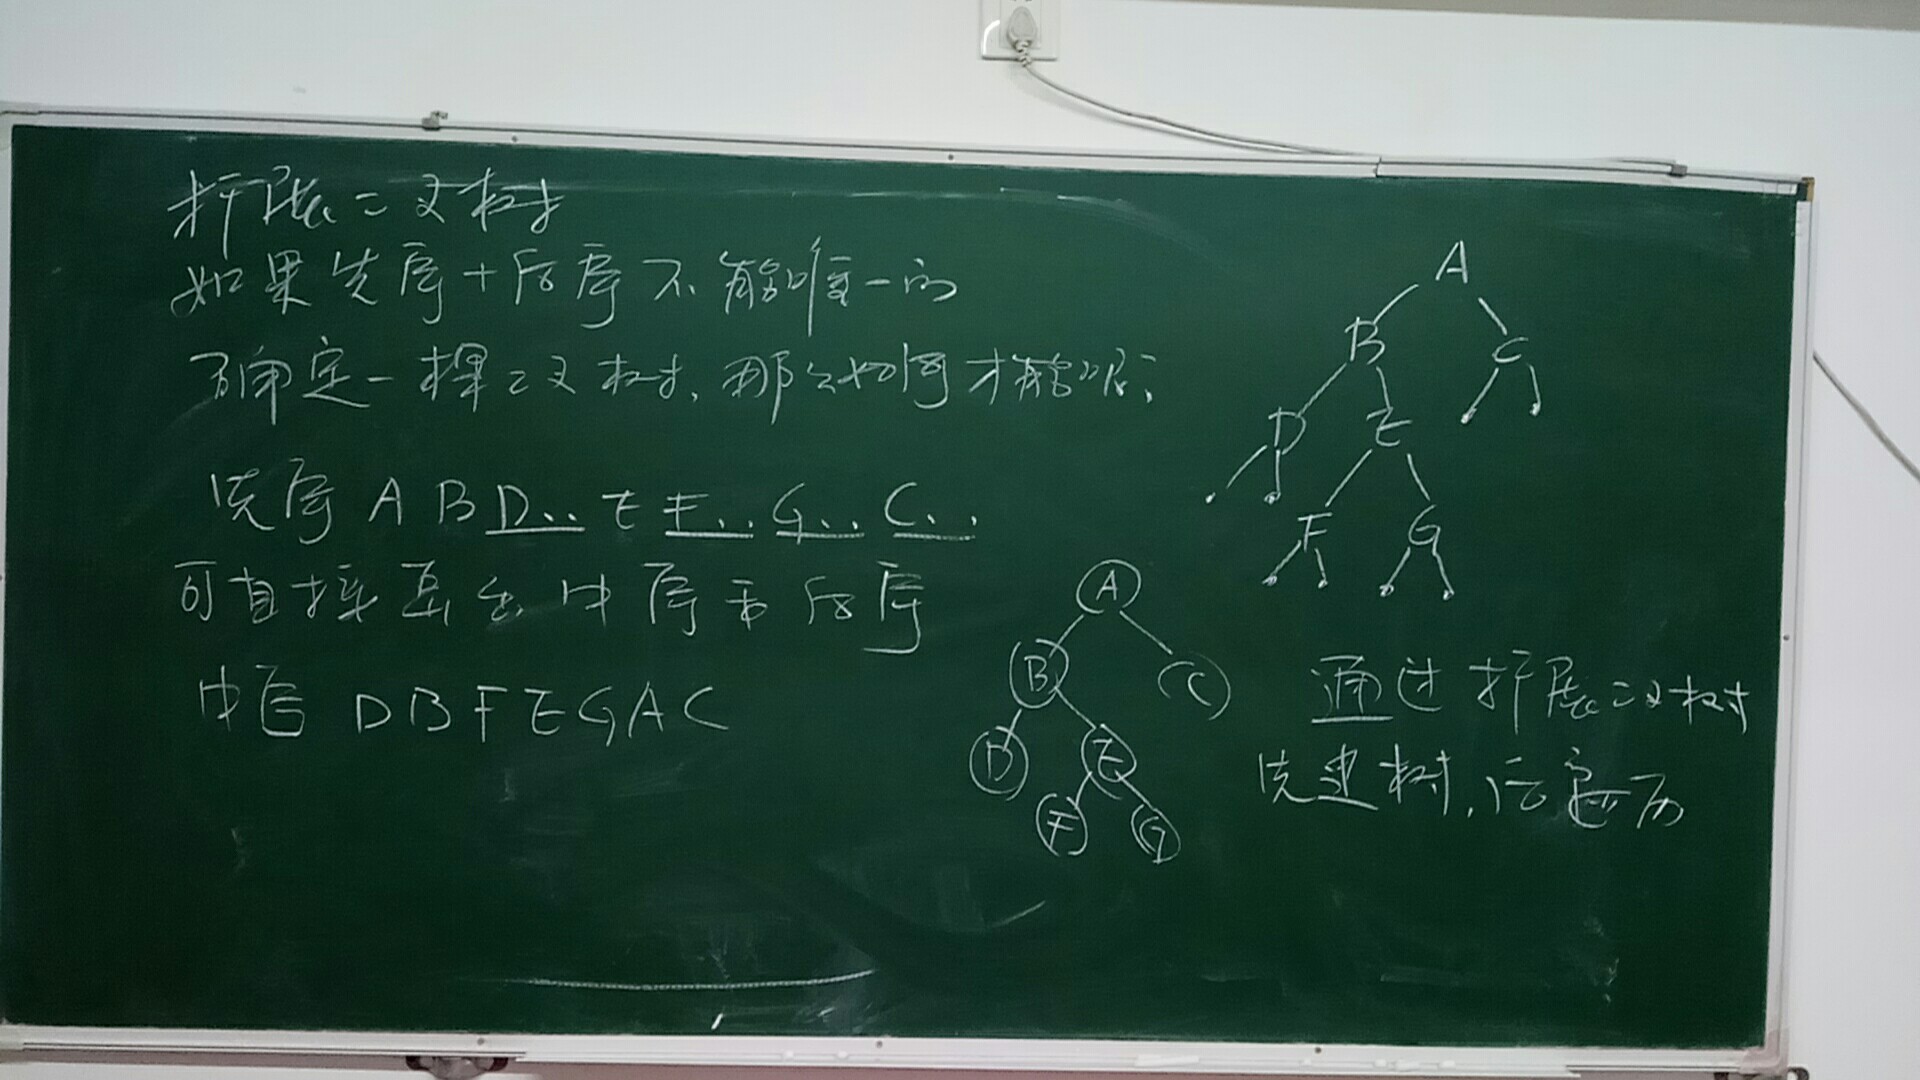 扩展二叉树
如果先序+后序不能唯一的
确定一棵二叉树,那么如何才能呢?
先序 A B D.. E F.. G.. C..
可直接画出中序和后序
中序 D B F E G A C
A
B C
D E
F G
A
B C
D E
F G
通过扩展二叉树
先建树,后遍历